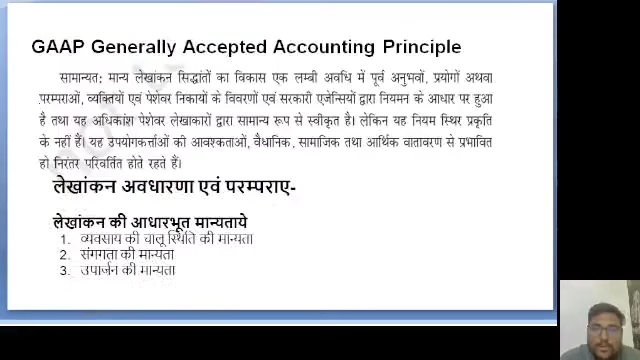 GAAP Generally Accepted Accounting Principle
सामान्यत: मान्य लेखांकन सिद्धांतों का विकास एक लम्बी अवधि में पूर्व अनुभवों, प्रयोगों अथवा
परम्पराओं, व्यक्तियों एवं पेशेवर निकायों के विवरणों एवं सरकारी एजेन्सियों द्वारा नियमन के आधार पर हुआ
है तथा यह अधिकांश पेशेवर लेखाकारों द्वारा सामान्य रूप से स्वीकृत है। लेकिन यह नियम स्थिर प्रकृति
के नहीं हैं। यह उपयोगकर्त्ताओं की आवश्कताओं, वैधानिक, सामाजिक तथा आर्थिक वातावरण से प्रभावित
हो निरंतर परिवर्तित होते रहते हैं।
लेखांकन अवधारणा एवं परम्पराए-
लेखांकन की आधारभूत मान्यताये
1. व्यवसाय की चालू स्थिति की मान्यता
2. संगगता की मान्यता
3. उपार्जन की मान्यता